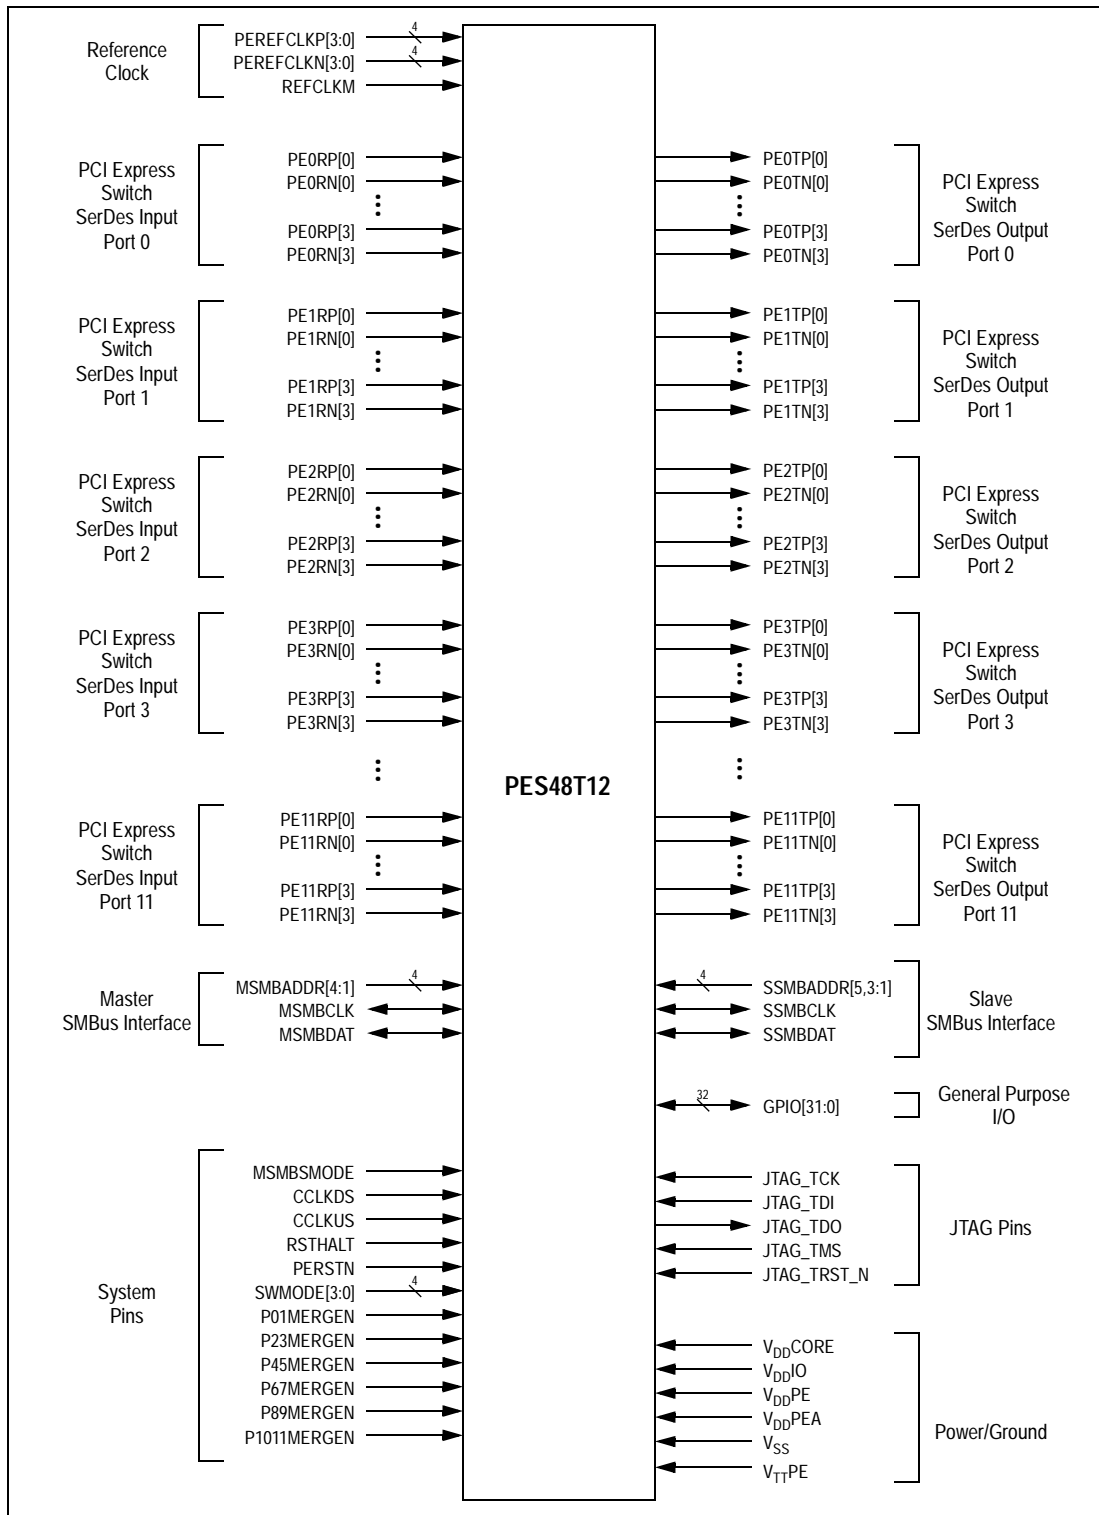 Reference
Clock
PEREFCLKP[3:0]
4
PEREFCLKN[3:0]
4
REFCLKM
PCI Express
Switch
SerDes Input
Port 0
PE0RP[0]
PE0RN[0]
PE0RP[3]
PE0RN[3]
PE0TP[0]
PE0TN[0]
PE0TP[3]
PE0TN[3]
PCI Express
Switch
SerDes Output
Port 0
PCI Express
Switch
SerDes Input
Port 1
PE1RP[0]
PE1RN[0]
PE1RP[3]
PE1RN[3]
PE1TP[0]
PE1TN[0]
PE1TP[3]
PE1TN[3]
PCI Express
Switch
SerDes Output
Port 1
PCI Express
Switch
SerDes Input
Port 2
PE2RP[0]
PE2RN[0]
PE2RP[3]
PE2RN[3]
PE2TP[0]
PE2TN[0]
PE2TP[3]
PE2TN[3]
PCI Express
Switch
SerDes Output
Port 2
PCI Express
Switch
SerDes Input
Port 3
PE3RP[0]
PE3RN[0]
PE3RP[3]
PE3RN[3]
PE3TP[0]
PE3TN[0]
PE3TP[3]
PE3TN[3]
PCI Express
Switch
SerDes Output
Port 3
PES48T12
PCI Express
Switch
SerDes Input
Port 11
PE11RP[0]
PE11RN[0]
PE11RP[3]
PE11RN[3]
PE11TP[0]
PE11TN[0]
PE11TP[3]
PE11TN[3]
PCI Express
Switch
SerDes Output
Port 11
Master
SMBus Interface
MSMBADDR[4:1]
4
MSMBCLK
MSMBDAT
4
SSMBADDR[5,3:1]
SSMBCLK
SSMBDAT
Slave
SMBus Interface
32
GPIO[31:0]
General Purpose
I/O
System
Pins
MSMBSMODE
CCLKDS
CCLKUS
RSTHALT
PERSTN
SWMODE[3:0]
4
P01MERGEN
P23MERGEN
P45MERGEN
P67MERGEN
P89MERGEN
P1011MERGEN
JTAG_TCK
JTAG_TDI
JTAG_TDO
JTAG_TMS
JTAG_TRST_N
JTAG Pins
VDDCORE
VDDIO
VDDPE
VDDPEA
VSS
VTTPE
Power/Ground